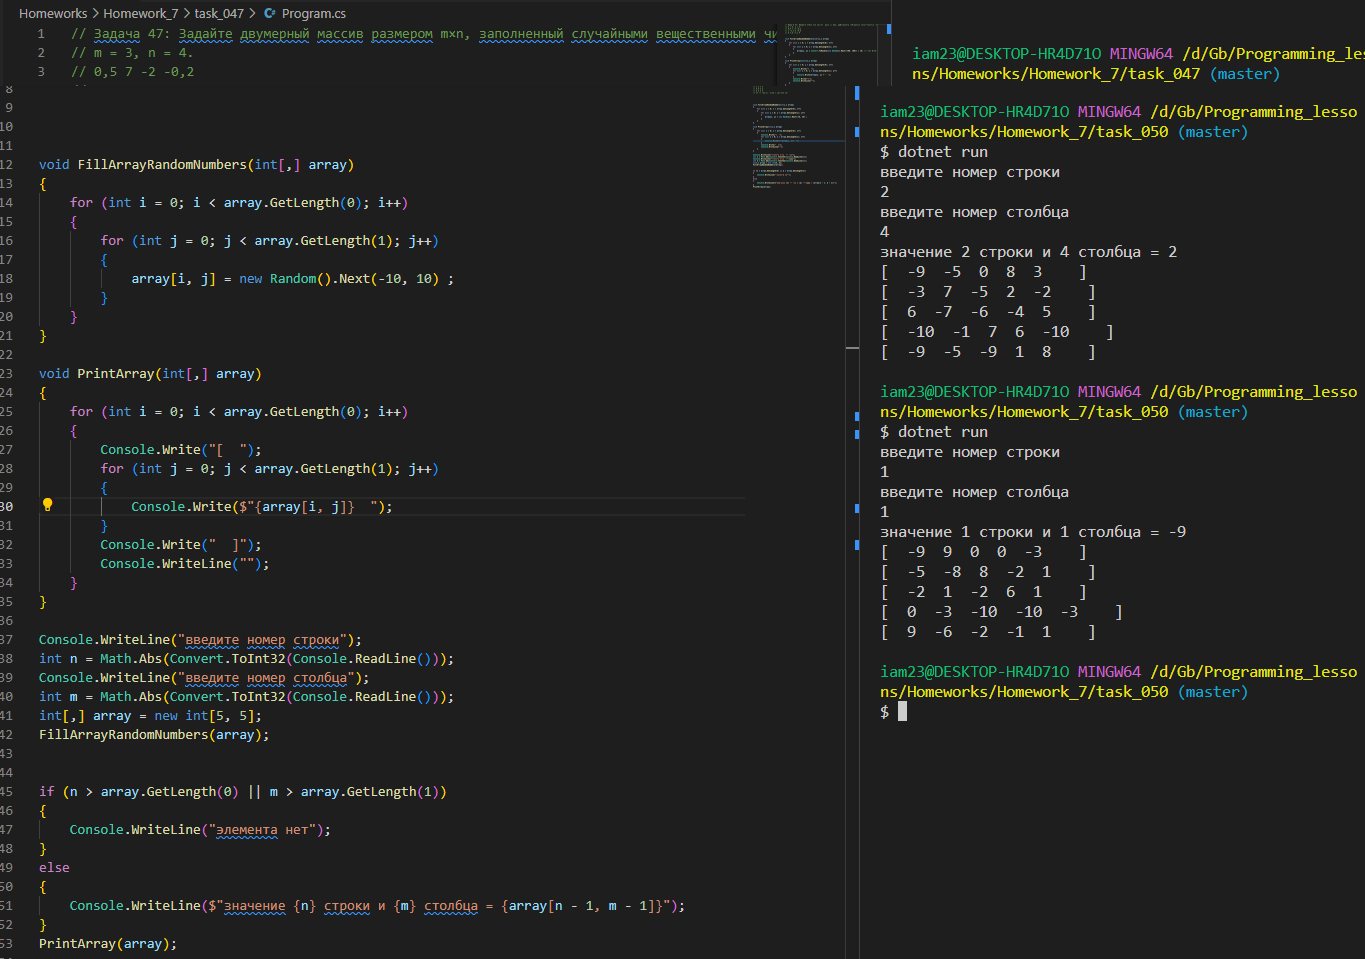 Homeworks > Homework_7 > task_047 > C# Program.cs
1 // Задача 47: Задайте двумерный массив размером m×n, заполненный случайными вещественными чи
2 // m = 3, n = 4.
3 // 0,5 7 -2 -0,2
8
9
10
11
12 void FillArrayRandomNumbers(int[,] array)
13 {
14 for (int i = 0; i < array.GetLength(0); i++)
15 {
16 for (int j = 0; j < array.GetLength(1); j++)
17 {
18 array[i, j] = new Random().Next(-10, 10) ;
19 }
20 }
21 }
22
23 void PrintArray(int[,] array)
24 {
25 for (int i = 0; i < array.GetLength(0); i++)
26 {
27 Console.Write("[  ");
28 for (int j = 0; j < array.GetLength(1); j++)
29 {
30 Console.Write($"{array[i, j]}  ");
31 }
32 Console.Write("  ]");
33 Console.WriteLine("");
34 }
35 }
36
37 Console.WriteLine("введите номер строки");
38 int n = Math.Abs(Convert.ToInt32(Console.ReadLine()));
39 Console.WriteLine("введите номер столбца");
40 int m = Math.Abs(Convert.ToInt32(Console.ReadLine()));
41 int[,] array = new int[5, 5];
42 FillArrayRandomNumbers(array);
43
44
45 if (n > array.GetLength(0) || m > array.GetLength(1))
46 {
47 Console.WriteLine("элемента нет");
48 }
49 else
50 {
51 Console.WriteLine($"значение {n} строки и {m} столбца = {array[n - 1, m - 1]}");
52 }
53 PrintArray(array);
iam23@DESKTOP-HR4D71O MINGW64 /d/Gb/Programming_les
ns/Homeworks/Homework_7/task_047 (master)
iam23@DESKTOP-HR4D71O MINGW64 /d/Gb/Programming_lesso
ns/Homeworks/Homework_7/task_050 (master)
$ dotnet run
введите номер строки
2
введите номер столбца
4
значение 2 строки и 4 столбца = 2
[  -9  -5  0  8  3    ]
[  -3  7  -5  2  -2    ]
[  6  -7  -6  -4  5    ]
[  -10  -1  7  6  -10    ]
[  -9  -5  -9  1  8    ]
iam23@DESKTOP-HR4D71O MINGW64 /d/Gb/Programming_lesso
ns/Homeworks/Homework_7/task_050 (master)
$ dotnet run
введите номер строки
1
введите номер столбца
1
значение 1 строки и 1 столбца = -9
[  -9  9  0  0  -3    ]
[  -5  -8  8  -2  1    ]
[  -2  1  -2  6  1    ]
[  0  -3  -10  -10  -3    ]
[  9  -6  -2  -1  1    ]
iam23@DESKTOP-HR4D71O MINGW64 /d/Gb/Programming_lesso
ns/Homeworks/Homework_7/task_050 (master)
$